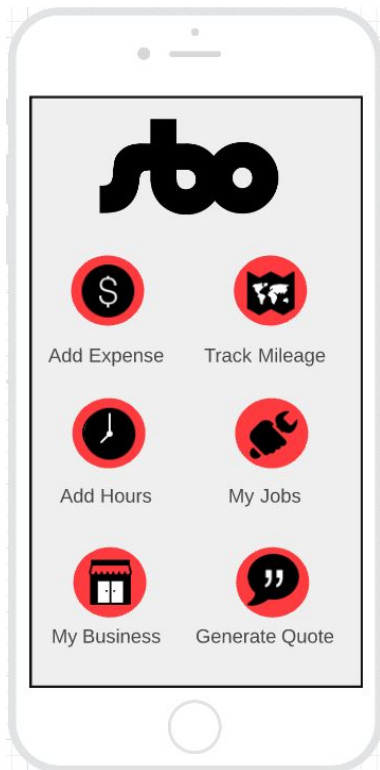 sbo
$
Add Expense Track Mileage
Add Hours My Jobs
”
My Business Generate Quote